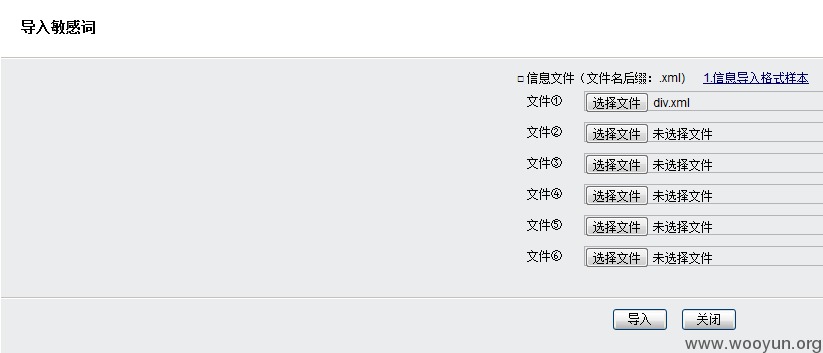 导入敏感词
□ 信息文件（文件名后缀：.xml） 1.信息导入格式样本
文件① 选择文件 div.xml
文件② 选择文件 未选择文件
文件③ 选择文件 未选择文件
文件④ 选择文件 未选择文件
文件⑤ 选择文件 未选择文件
文件⑥ 选择文件 未选择文件
导入 关闭
www.wooyun.org